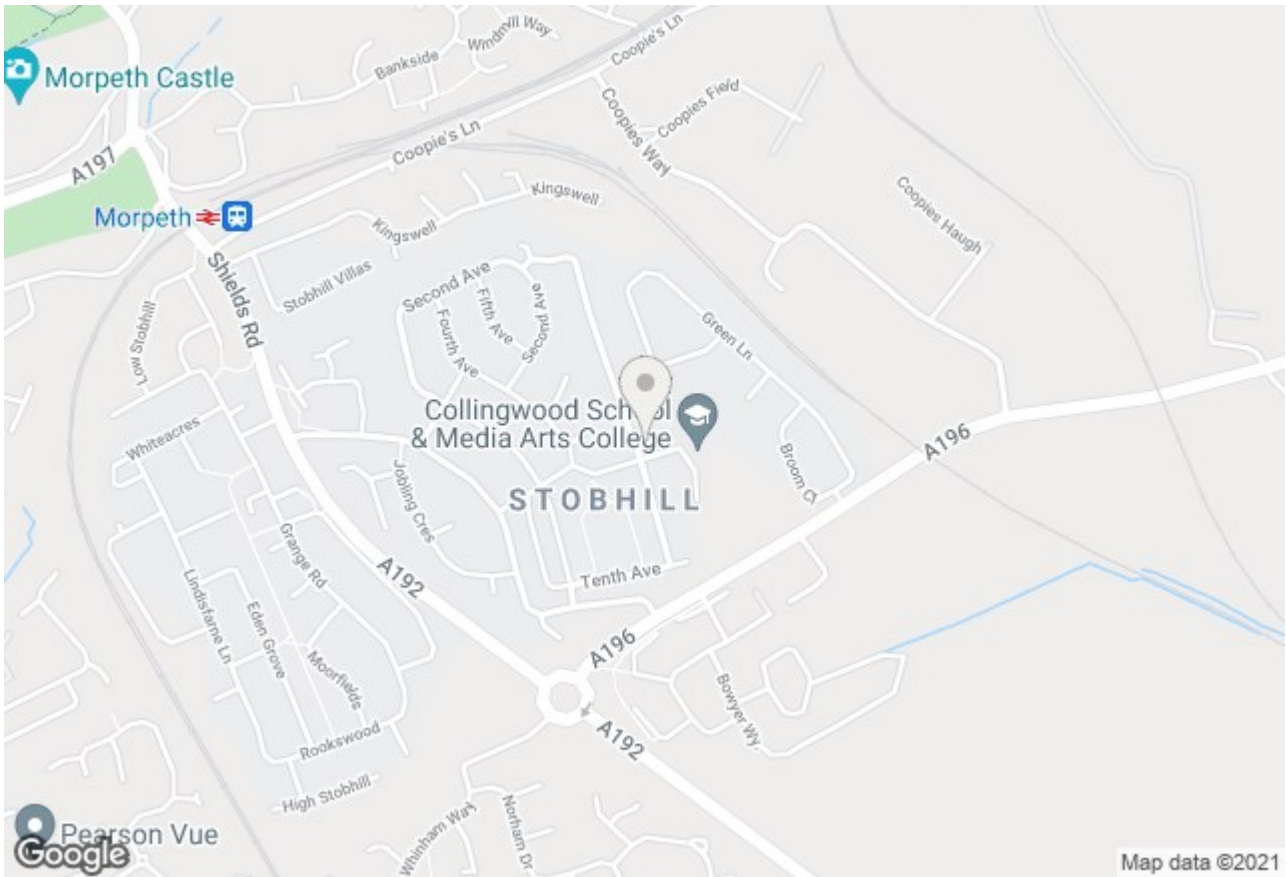 Windmill Way
Coopie's Ln
Bankside
Morpeth Castle
Coopies Field
Coopies Way
Coopie's Ln
A197
Kingswell
Coopies Haugh
Morpeth
Kingswell
Shields Rd
Stobhill Villas
Second Ave
Fifth Ave
Second Ave
Fourth Ave
Green Ln
Low Stobhill
Collingwood School
& Media Arts College
Whiteacres
A196
Broom Ct
Jobling Cres
STOBHILL
Grange Rd
A192
Tenth Ave
Lindisfarne Ln
Eden Grove
Moorfields
A196
Bowyer Wy.
Rookswood
A192
High Stobhill
Whinham Way
Norham Dr
Pearson Vue
Google
Map data ©2021